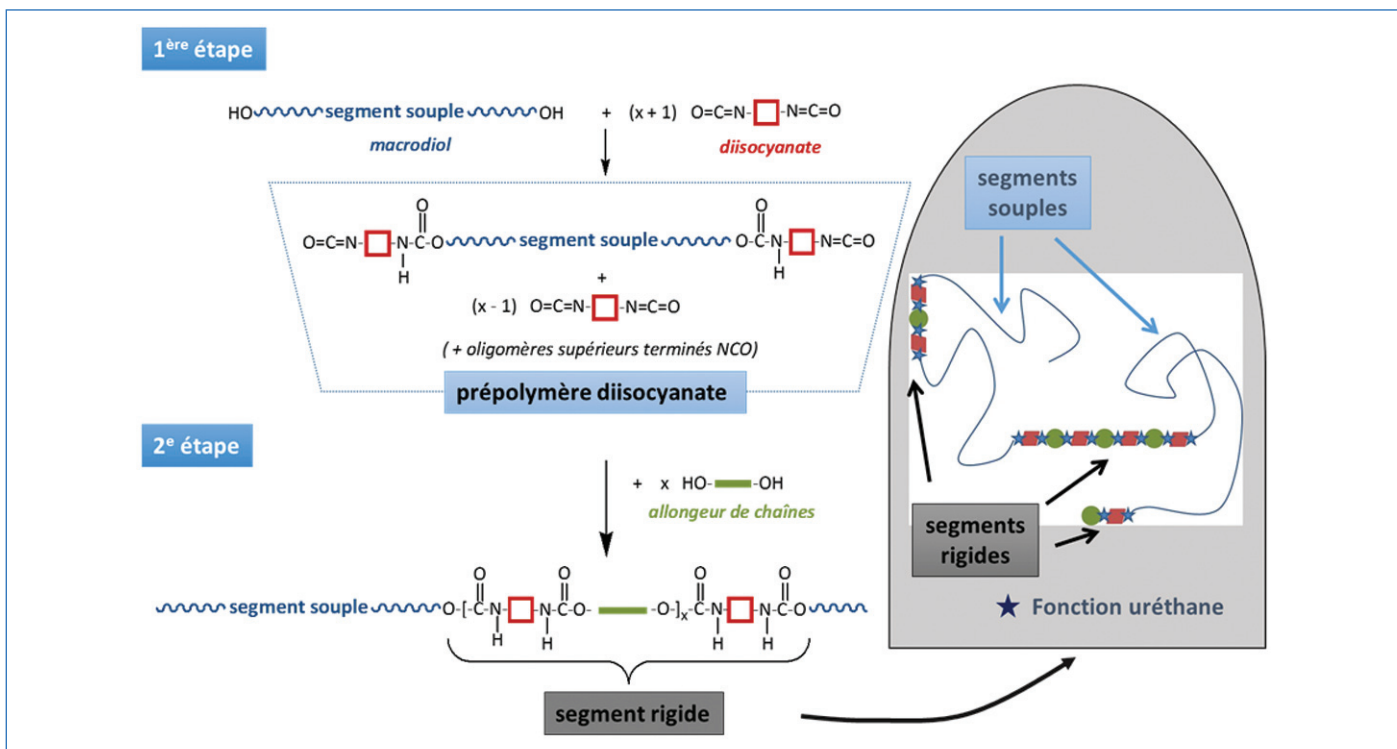 1ère étape
HO segment souple OH + (x + 1) O=C=N- -N=C=O
macrodiol
diisocyanate
O
O
O=C=N- -N-C-O segment souple O-C-N- -N=C=O
H
H
+
(x - 1) O=C=N- -N=C=O
( + oligomères supérieurs terminés NCO)
prépolymère diisocyanate
2e étape
+ x HO- -OH
allongeur de chaînes
O
O
O
O
segment souple O-[-C-N- -N-C-O- -O-]x-C-N- -N-C-O
H
H
H
H
segment rigide
segments
souples
segments
rigides
Fonction uréthane